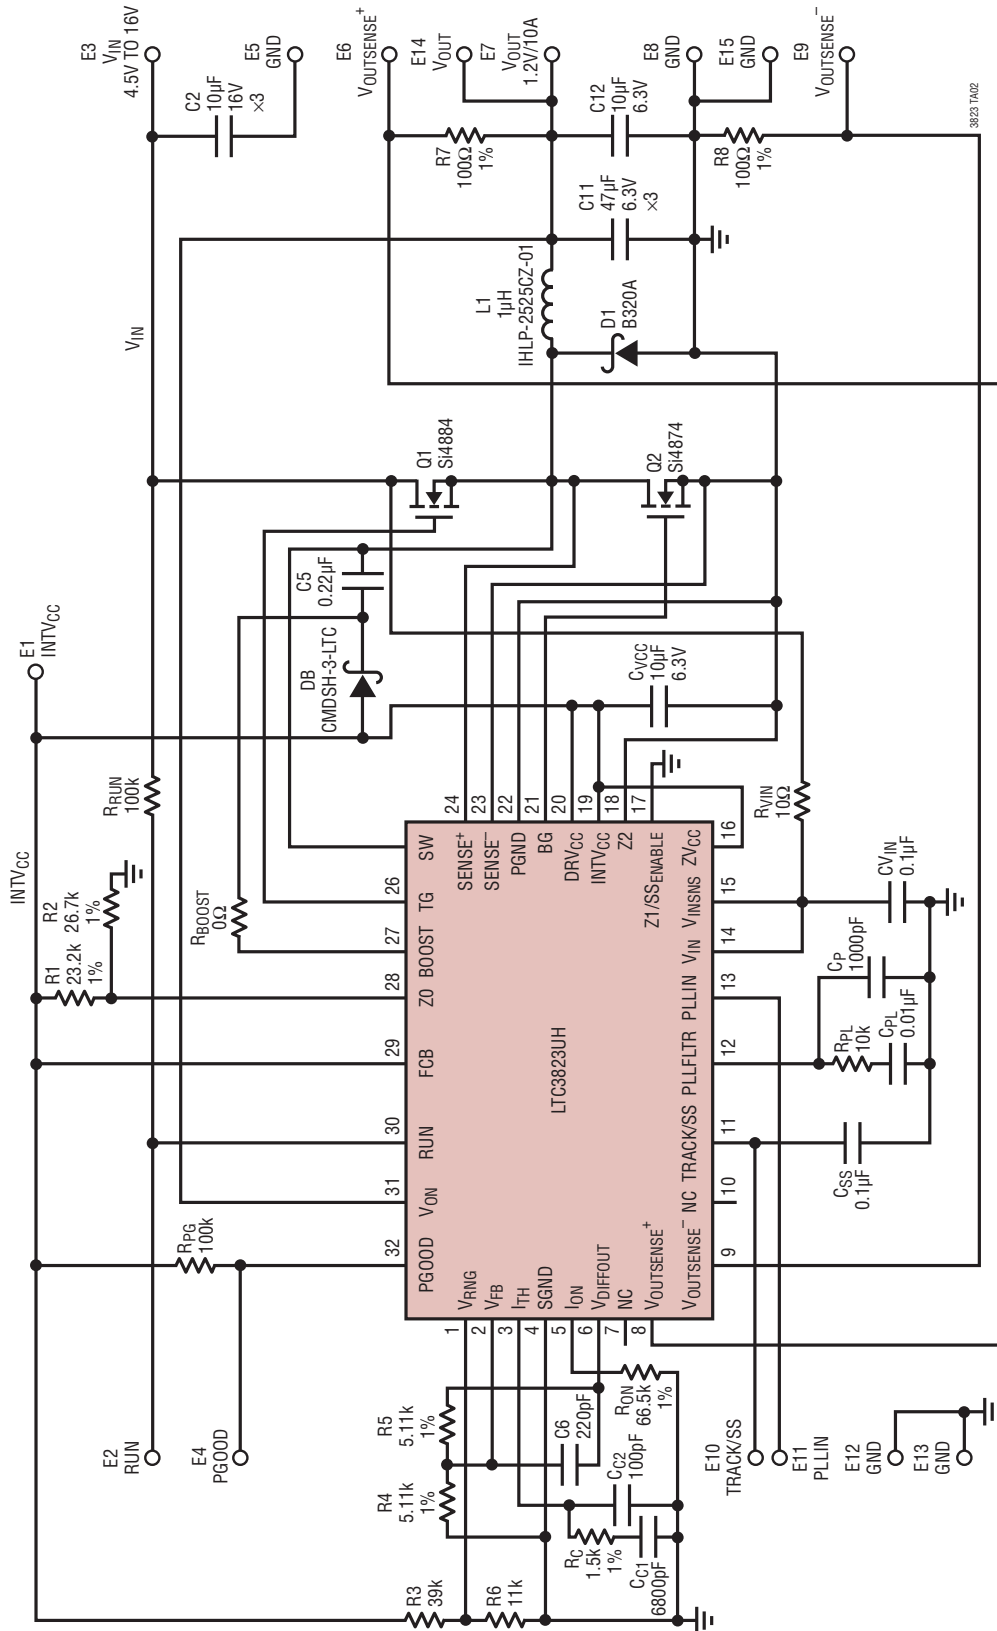 E1
INTVCC
INTVCC
VIN
E3
VIN
4.5V TO 16V
C2
10µF
16V
×3
E5
GND
E6
VOUTSENSE+
E14
VOUT
E7
VOUT
1.2V/10A
R7
100Ω
1%
C12
10µF
6.3V
E8
GND
E15
GND
R8
100Ω
1%
E9
VOUTSENSE–
C11
47µF
6.3V
×3
3823 TA02
L1
1µH
IHLP-2525CZ-01
D1
B320A
Q1
Si4884
Q2
Si4874
C5
0.22µF
DB
CMDSH-3-LTC
CVCC
10µF
6.3V
RRUN
100k
RBOOST
0Ω
R2
26.7k
1%
R1
23.2k
1%
RVIN
10Ω
CVIN
0.1µF
CP
1000pF
RPL
10k
CPL
0.01µF
CSS
0.1µF
RPG
100k
E2
RUN
E4
PGOOD
LTC3823UH
32
PGOOD
31
VON
30
RUN
29
FCB
28
Z0
27
BOOST
26
TG
SW
24
SENSE+
23
SENSE–
22
PGND
21
BG
20
DRVCC
19
INTVCC
18
Z2
17
Z1/SSENABLE
16
ZVCC
15
VINSNS
14
VIN
13
PLLIN
12
PLLFLTR
11
TRACK/SS
10
NC
9
VOUTSENSE–
1
VRNG
2
VFB
3
ITH
4
SGND
5
ION
6
VDIFFOUT
7
NC
8
VOUTSENSE+
R5
5.11k
1%
R4
5.11k
1%
C6
220pF
RON
66.5k
1%
CC2
100pF
RC
1.5k
1%
CC1
6800pF
R3
39k
R6
11k
E10
TRACK/SS
E11
PLLIN
E12
GND
E13
GND